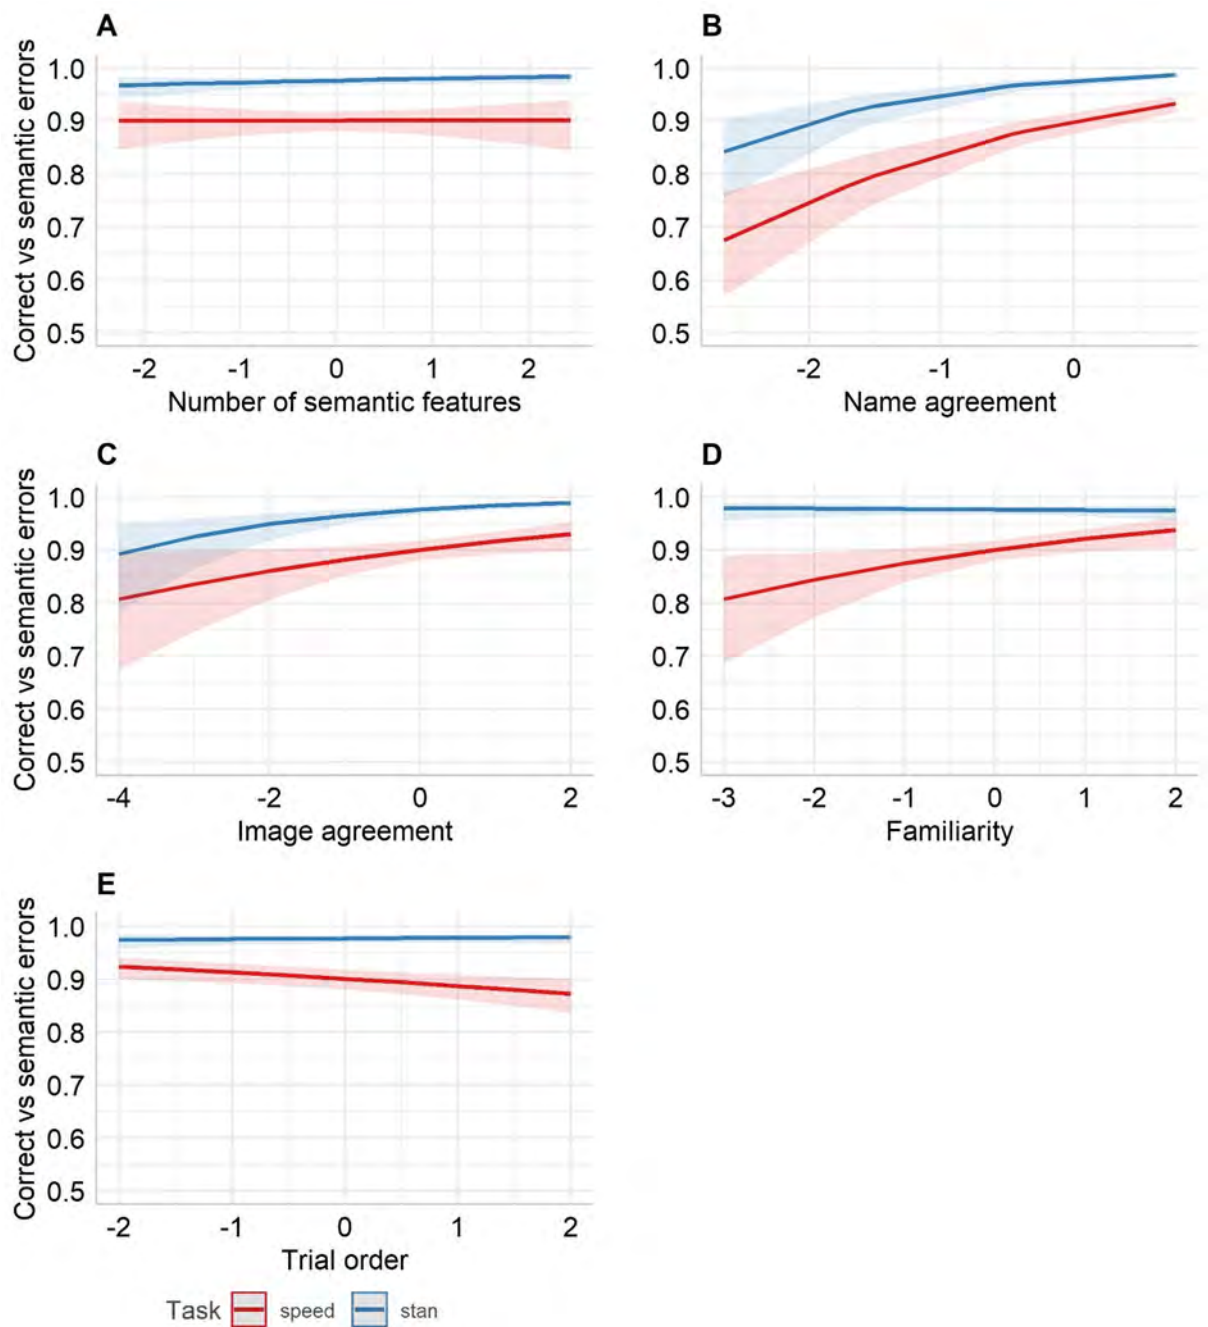 A
Correct vs semantic errors
1.0
0.9
0.8
0.7
0.6
0.5
-2 -1 0 1 2
Number of semantic features
B
1.0
0.9
0.8
0.7
0.6
0.5
-2 -1 0
Name agreement
C
Correct vs semantic errors
1.0
0.9
0.8
0.7
0.6
0.5
-4 -2 0 2
Image agreement
D
1.0
0.9
0.8
0.7
0.6
0.5
-3 -2 -1 0 1 2
Familiarity
E
Correct vs semantic errors
1.0
0.9
0.8
0.7
0.6
0.5
-2 -1 0 1 2
Trial order
Task speed stan